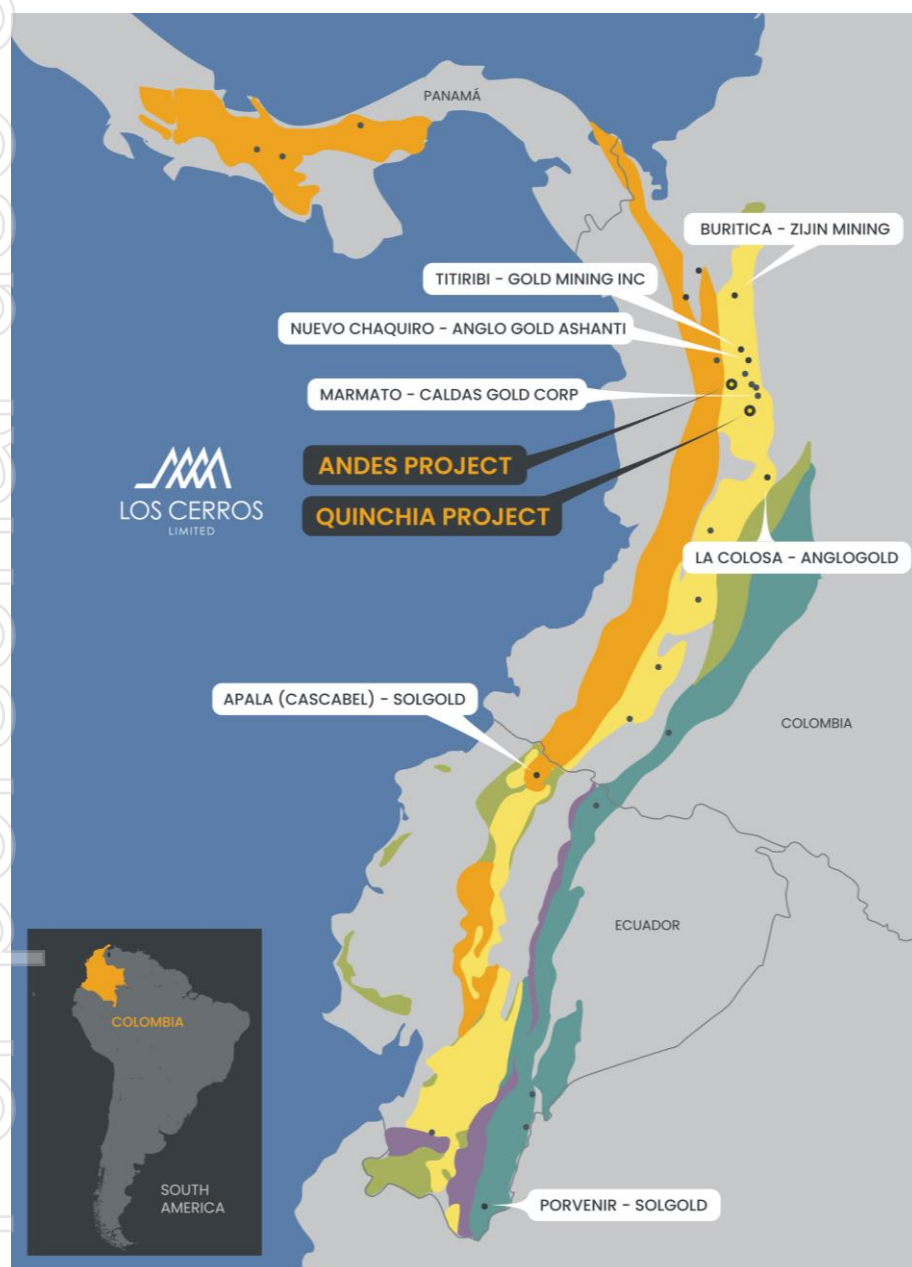 PANAMÁ
BURITICA - ZIJIN MINING
TITIRIBI - GOLD MINING INC
NUEVO CHAQUIRO - ANGLO GOLD ASHANTI
MARMATO - CALDAS GOLD CORP
ANDES PROJECT
LOS CERROS
LIMITED
QUINCHIA PROJECT
LA COLOSA - ANGLOGOLD
APALA (CASCABEL) - SOLGOLD
COLOMBIA
ECUADOR
COLOMBIA
SOUTH
AMERICA
PORVENIR - SOLGOLD